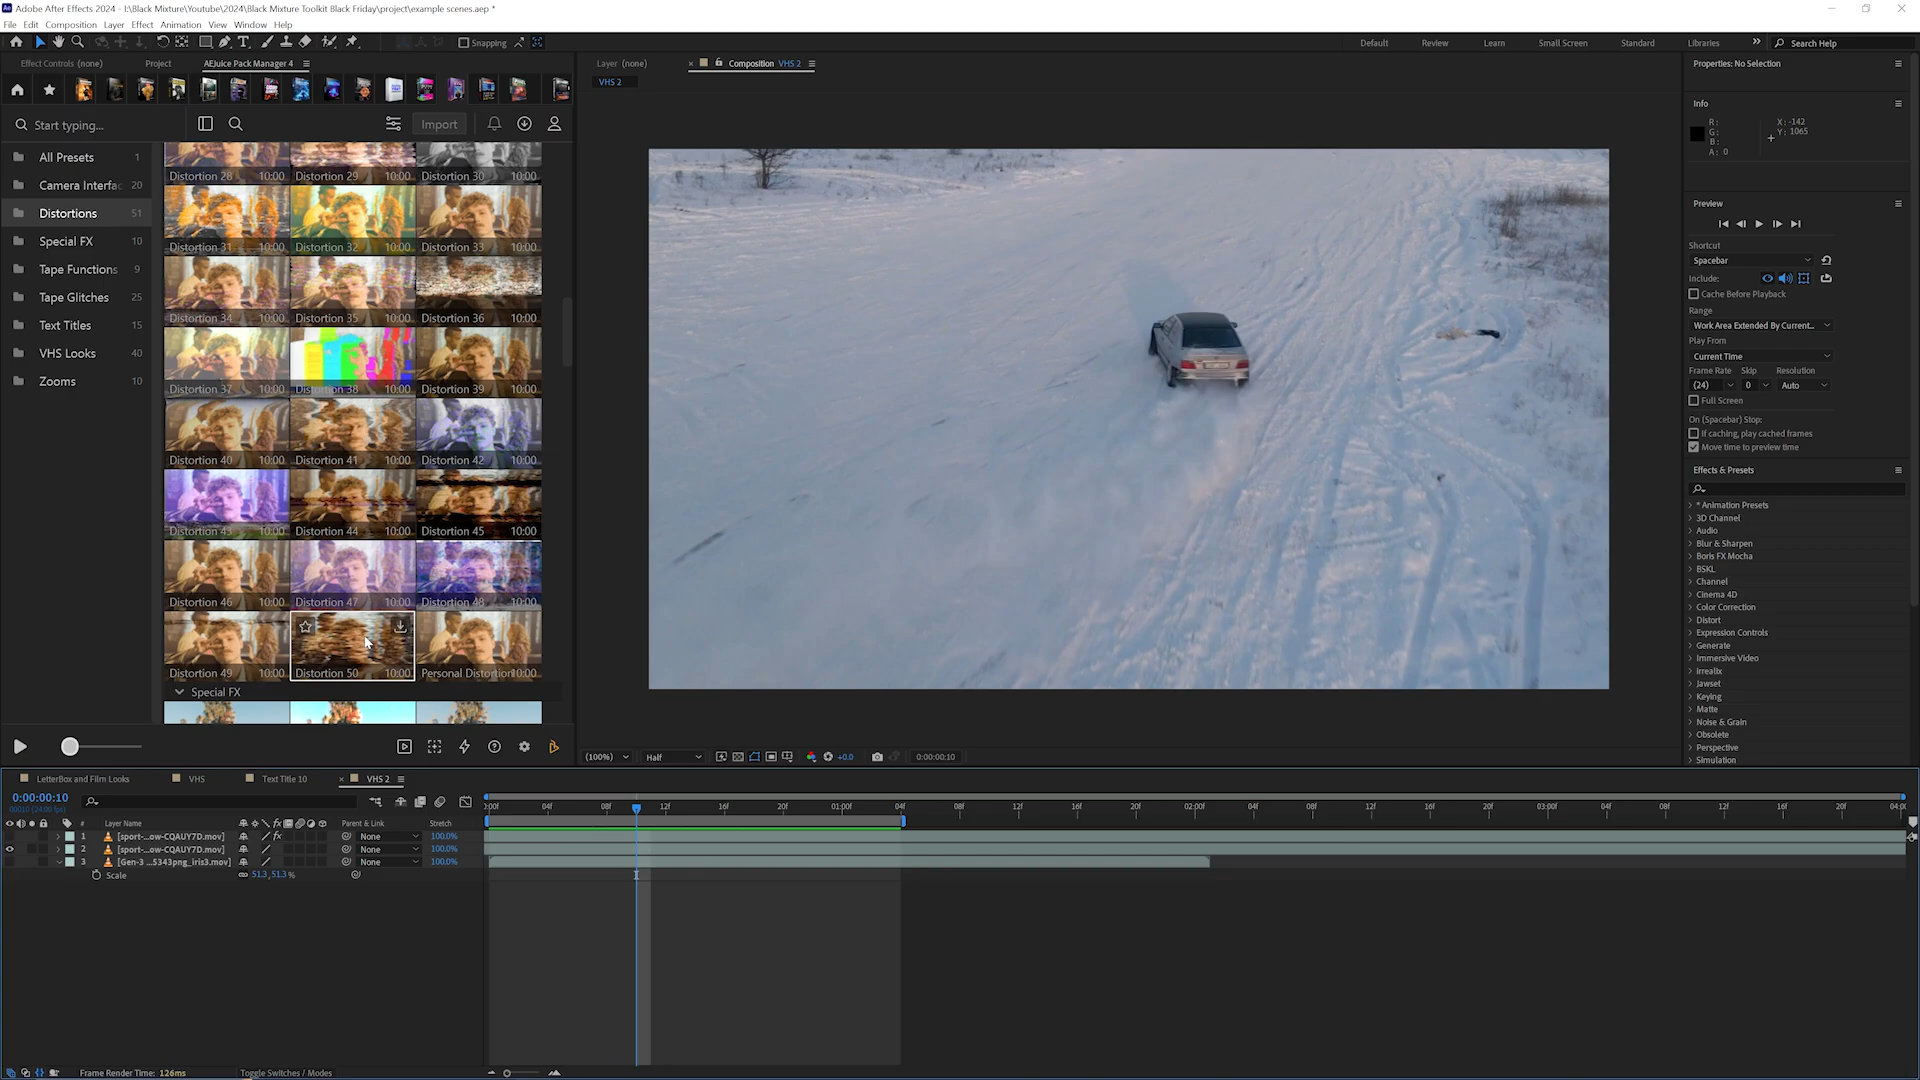 Adobe After Effects 2024 - I:\Black Mixture\Youtube\2024\Black Mixture Toolkit Black Friday\project\example scenes.aep *
File Edit Composition Layer Effect Animation View Window Help
Snapping
Default Review Learn Small Screen Standard Libraries Search Help
Effect Controls (none) Project AEJuice Pack Manager 4
Layer (none) Composition VHS 2
VHS 2
Start typing...
Import
All Presets 1
Camera Interfac 20
Distortions 51
Special FX 10
Tape Functions 9
Tape Glitches 25
Text Titles 15
VHS Looks 40
Zooms 10
Distortion 28 10:00 Distortion 29 10:00 Distortion 30 10:00
Distortion 31 10:00 Distortion 32 10:00 Distortion 33 10:00
Distortion 34 10:00 Distortion 35 10:00 Distortion 36 10:00
Distortion 37 10:00 Distortion 38 10:00 Distortion 39 10:00
Distortion 40 10:00 Distortion 41 10:00 Distortion 42 10:00
Distortion 43 10:00 Distortion 44 10:00 Distortion 45 10:00
Distortion 46 10:00 Distortion 47 10:00 Distortion 48 10:00
Distortion 49 10:00 Distortion 50 10:00 Personal Distortion 10:00
Special FX
(100%) Half +0.0 0:00:00:10
Properties: No Selection
Info
R:
G:
B:
A: 0
X: -142
Y: 1065
Preview
Shortcut
Spacebar
Include:
Cache Before Playback
Range
Work Area Extended By Current...
Play From
Current Time
Frame Rate Skip Resolution
(24) 0 Auto
Full Screen
On (Spacebar) Stop:
If caching, play cached frames
Move time to preview time
Effects & Presets
* Animation Presets
3D Channel
Audio
Blur & Sharpen
Boris FX Mocha
BSKL
Channel
Cinema 4D
Color Correction
Distort
Expression Controls
Generate
Immersive Video
Irrealix
Jawset
Keying
Matte
Noise & Grain
Obsolete
Perspective
Simulation
LetterBox and Film Looks VHS Text Title 10 VHS 2
0:00:00:10
00010 (24.00 fps)
# Layer Name Parent & Link Stretch
1 [sport-...ow-CQAUY7D.mov] None 100.0%
2 [sport-...ow-CQAUY7D.mov] None 100.0%
3 [Gen-3 ...5343png_iris3.mov] None 100.0%
Scale 51.3,51.3 %
0:00f 04f 08f 12f 16f 20f 01:00f 04f 08f 12f 16f 20f 02:00f 04f 08f 12f 16f 20f 03:00f 04f 08f 12f 16f 20f 04:00
Frame Render Time: 126ms Toggle Switches / Modes